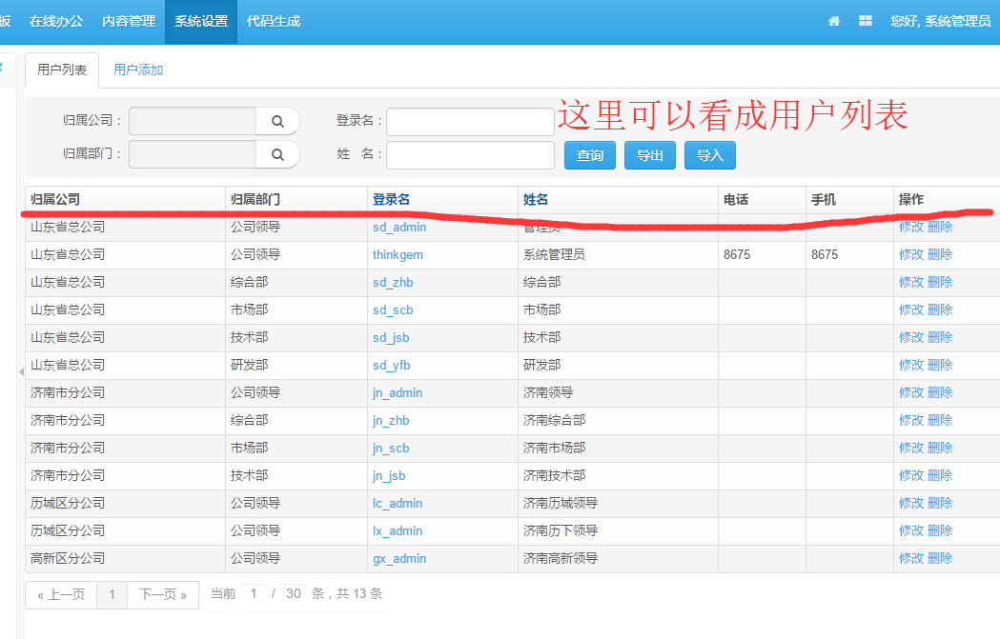 板 在线办公 内容管理 系统设置 代码生成 您好, 系统管理员
用户列表 用户添加
归属公司： 登录名： 这里可以看成用户列表
归属部门： 姓 名： 查询 导出 导入
归属公司 归属部门 登录名 姓名 电话 手机 操作
山东省总公司 公司领导 sd_admin 管理员 修改 删除
山东省总公司 公司领导 thinkgem 系统管理员 8675 8675 修改 删除
山东省总公司 综合部 sd_zhb 综合部 修改 删除
山东省总公司 市场部 sd_scb 市场部 修改 删除
山东省总公司 技术部 sd_jsb 技术部 修改 删除
山东省总公司 研发部 sd_yfb 研发部 修改 删除
济南市分公司 公司领导 jn_admin 济南领导 修改 删除
济南市分公司 综合部 jn_zhb 济南综合部 修改 删除
济南市分公司 市场部 jn_scb 济南市场部 修改 删除
济南市分公司 技术部 jn_jsb 济南技术部 修改 删除
历城区分公司 公司领导 lc_admin 济南历城领导 修改 删除
历城区分公司 公司领导 lx_admin 济南历下领导 修改 删除
高新区分公司 公司领导 gx_admin 济南高新领导 修改 删除
« 上一页 1 下一页 » 当前 1 / 30 条，共 13 条